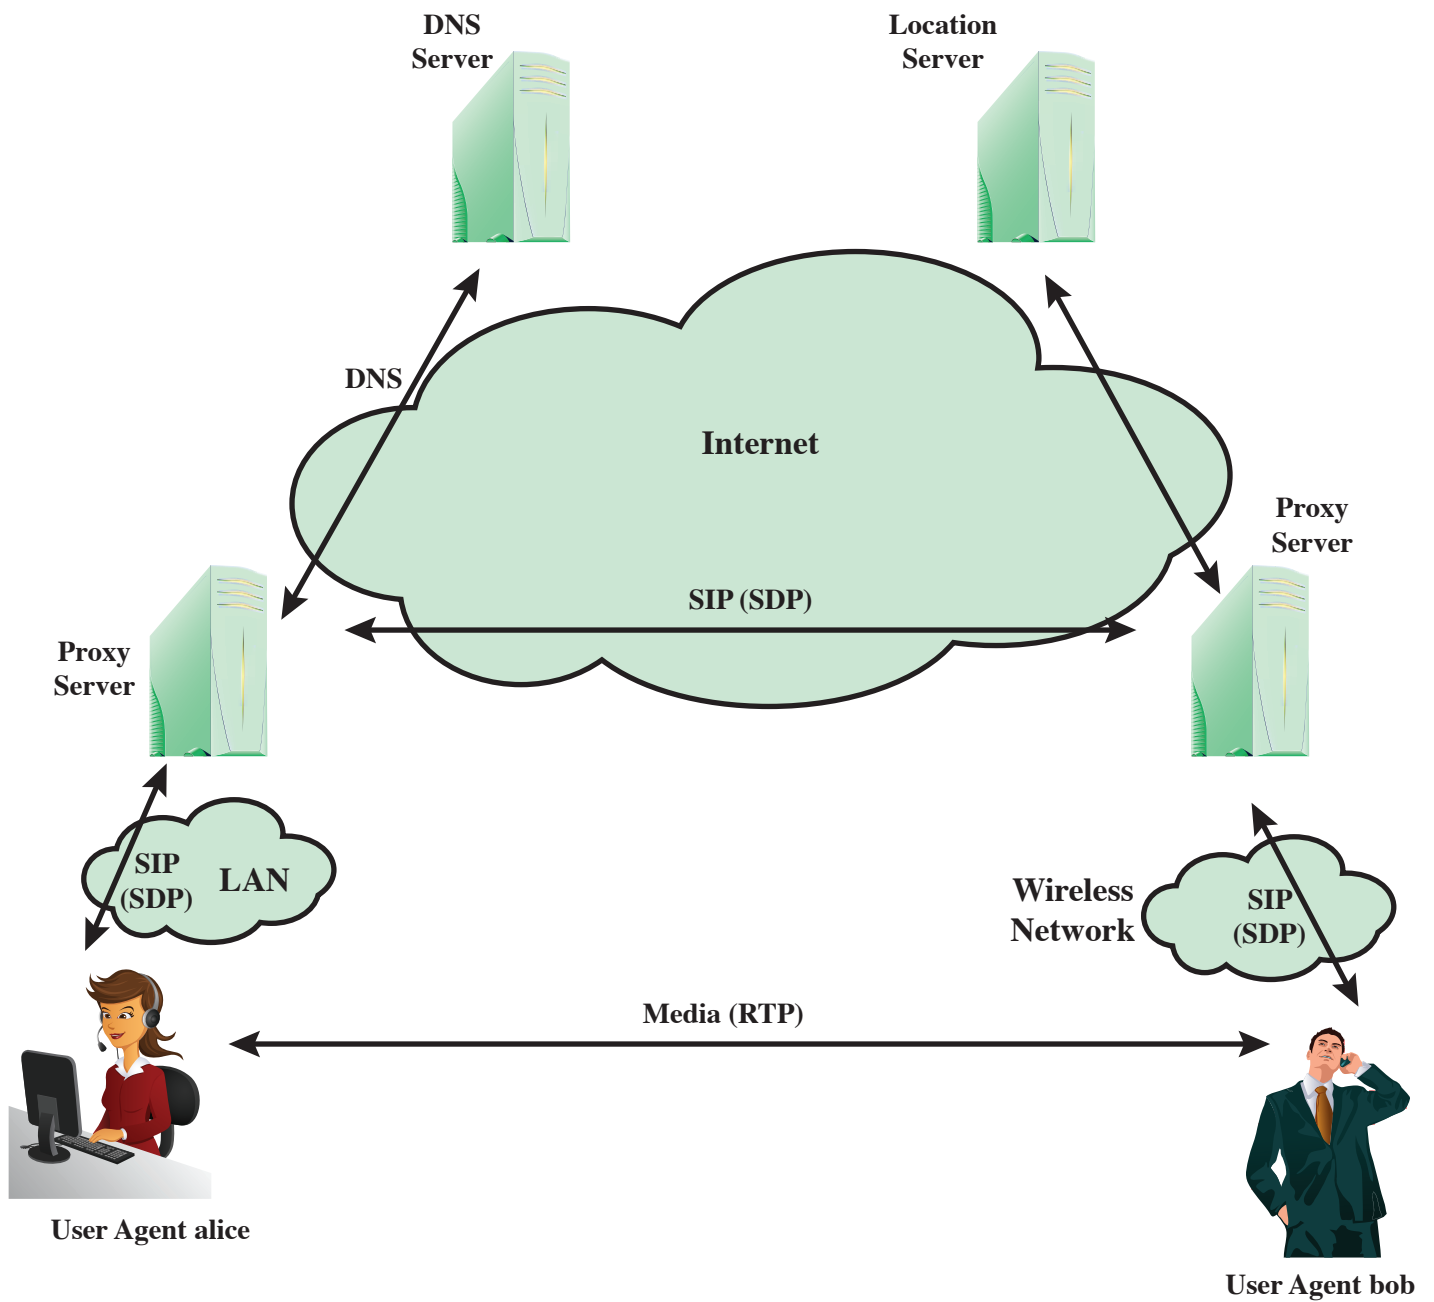 DNS
Server
Location
Server
DNS
Internet
Proxy
Server
SIP (SDP)
Proxy
Server
SIP
(SDP)
LAN
Wireless
Network
SIP
(SDP)
Media (RTP)
User Agent alice
User Agent bob